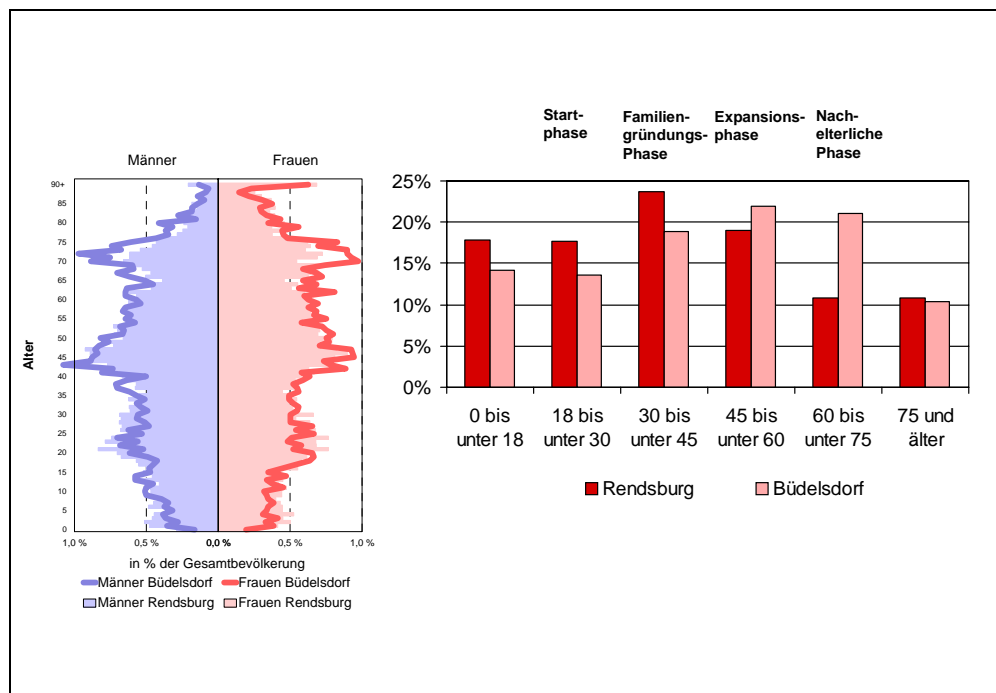 Männer Frauen
90+
85
80
75
70
65
60
55
50
45
40
35
30
25
20
15
10
5
0
Alter
1,0 % 0,5 % 0,0 % 0,5 % 1,0 %
in % der Gesamtbevölkerung
Männer Büdelsdorf Frauen Büdelsdorf
Männer Rendsburg Frauen Rendsburg
Start-
phase
Familien-
gründungs-
Phase
Expansions-
phase
Nach-
elterliche
Phase
25%
20%
15%
10%
5%
0%
0 bis
unter 18
18 bis
unter 30
30 bis
unter 45
45 bis
unter 60
60 bis
unter 75
75 und
älter
Rendsburg Büdelsdorf